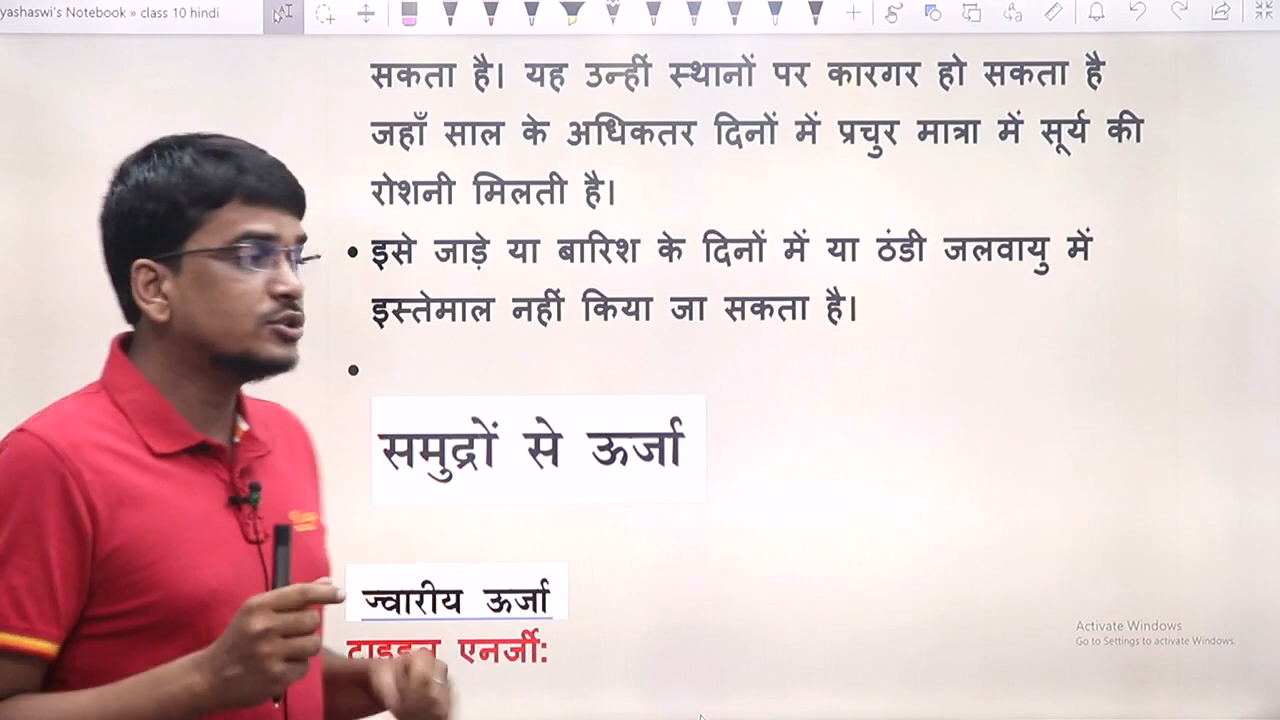 yashaswi's Notebook » class 10 hindi
सकता है। यह उन्हीं स्थानों पर कारगर हो सकता है
जहाँ साल के अधिकतर दिनों में प्रचुर मात्रा में सूर्य की
रोशनी मिलती है।
• इसे जाड़े या बारिश के दिनों में या ठंडी जलवायु में
इस्तेमाल नहीं किया जा सकता है।
•
समुद्रों से ऊर्जा
ज्वारीय ऊर्जा
टाइडल एनर्जी:
Activate Windows
Go to Settings to activate Windows.